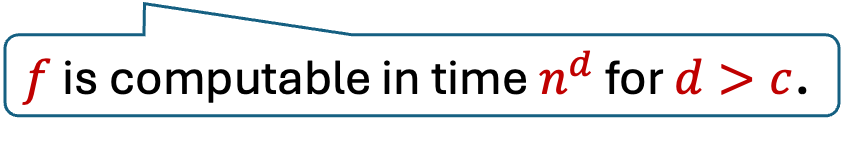 f is computable in time n^d for d > c.